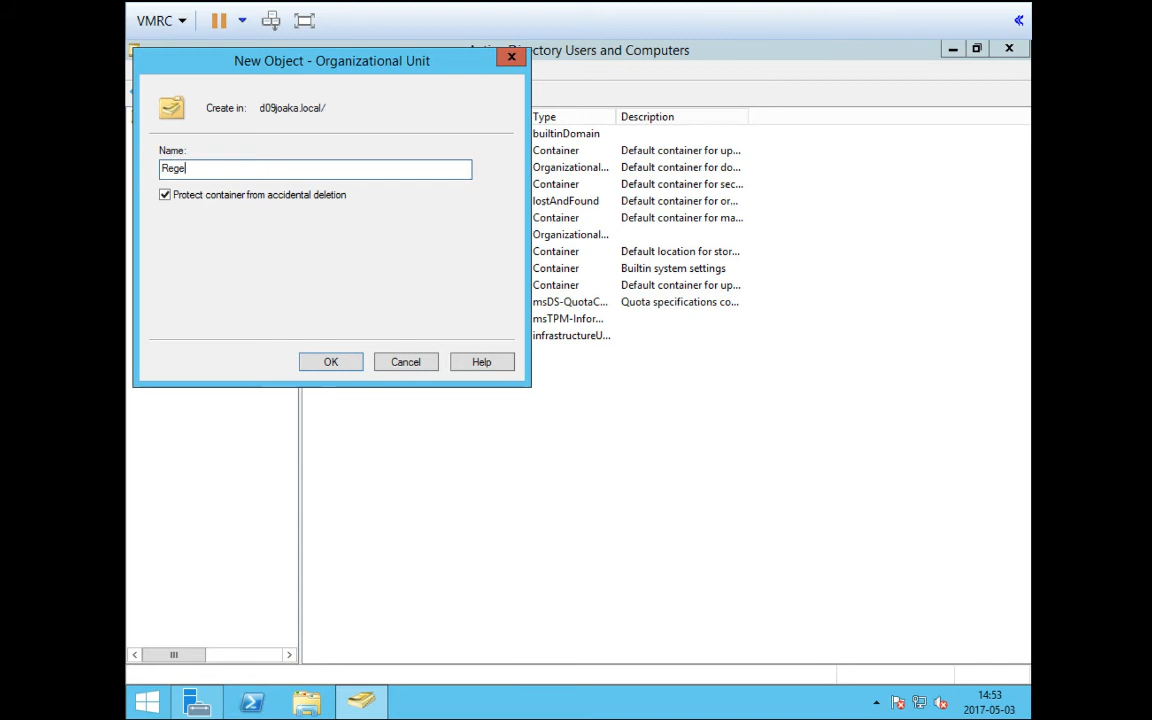 VMRC
Active Directory Users and Computers
New Object - Organizational Unit
Create in: d09joaka.local/
Name:
Rege
Protect container from accidental deletion
OK Cancel Help
Type Description
builtinDomain
Container Default container for up...
Organizational... Default container for do...
Container Default container for sec...
lostAndFound Default container for or...
Container Default container for ma...
Organizational...
Container Default location for stor...
Container Builtin system settings
Container Default container for up...
msDS-QuotaC... Quota specifications co...
msTPM-Infor...
infrastructureU...
14:53
2017-05-03